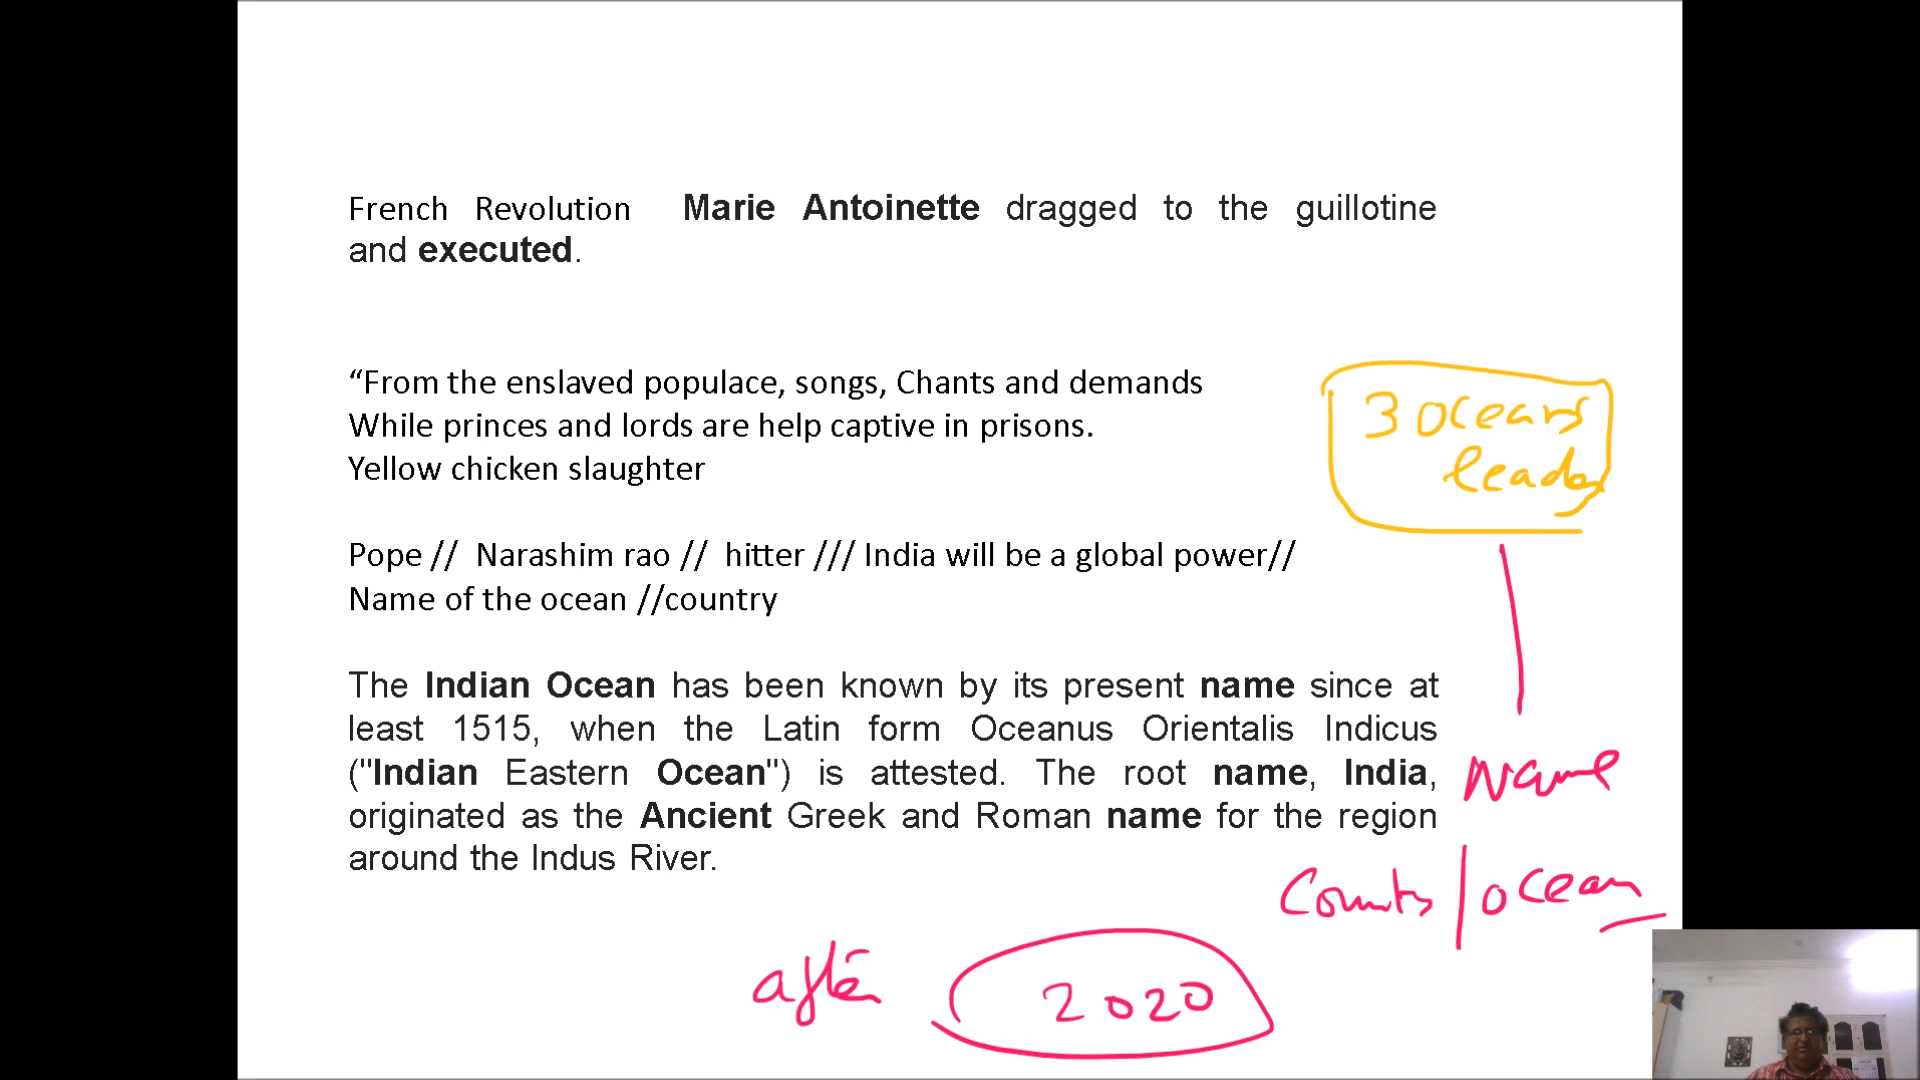 French Revolution Marie Antoinette dragged to the guillotine
and executed.
“From the enslaved populace, songs, Chants and demands
While princes and lords are help captive in prisons.
Yellow chicken slaughter
3 oceans
leader
Pope // Narashim rao // hitter /// India will be a global power//
Name of the ocean //country
The Indian Ocean has been known by its present name since at
least 1515, when the Latin form Oceanus Orientalis Indicus
("Indian Eastern Ocean") is attested. The root name, India,
originated as the Ancient Greek and Roman name for the region
around the Indus River.
Name
/ ocean
after 2020